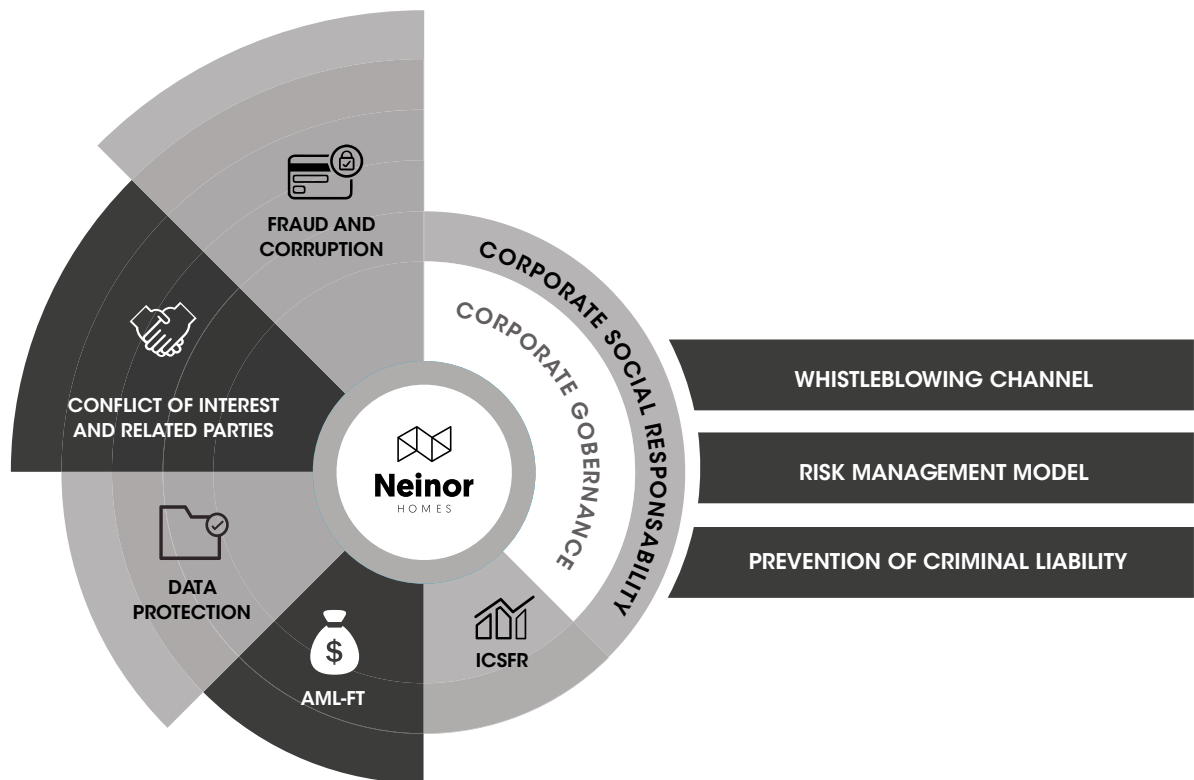 FRAUD AND
CORRUPTION
CONFLICT OF INTEREST
AND RELATED PARTIES
DATA
PROTECTION
$
AML-FT
ICSFR
Neinor
HOMES
CORPORATE GOBERNANCE
CORPORATE SOCIAL RESPONSABILITY
WHISTLEBLOWING CHANNEL
RISK MANAGEMENT MODEL
PREVENTION OF CRIMINAL LIABILITY